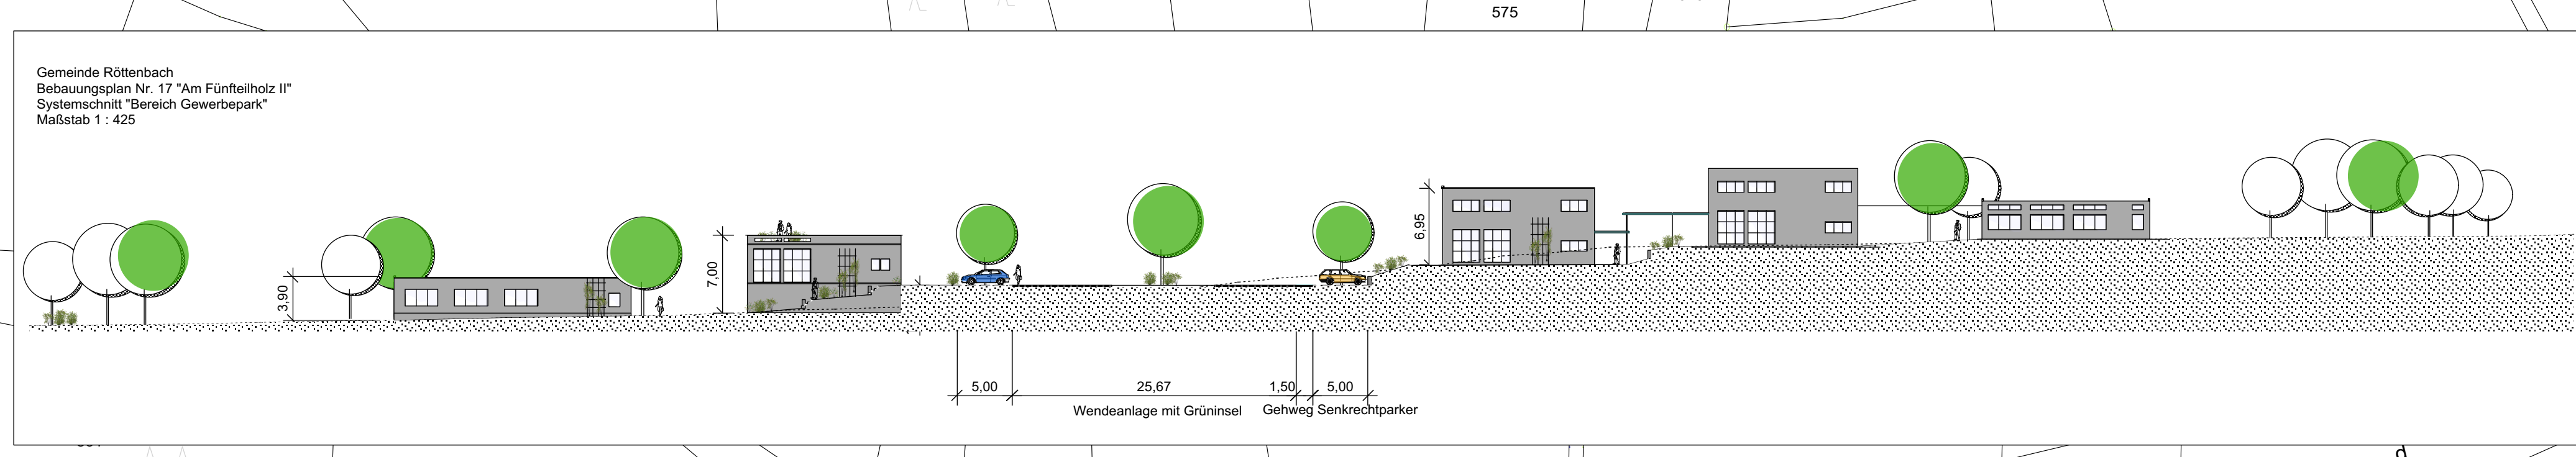 575
Gemeinde Röttenbach
Bebauungsplan Nr. 17 "Am Fünfteilholz II"
Systemschnitt "Bereich Gewerbepark"
Maßstab 1 : 425
3,90
7,00
6,95
5,00 25,67 1,50 5,00
Wendeanlage mit Grüninsel Gehweg Senkrechtparker